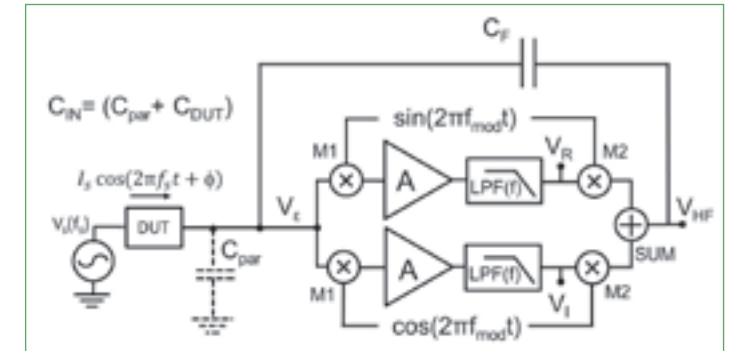 C_F
C_IN= (C_par+ C_DUT)
sin(2πf_mod t)
M1
V_R
M2
I_s cos(2πf_s t + ϕ)
A
LPF(f)
V_s(f_s)
DUT
V_ε
V_HF
C_par
SUM
A
LPF(f)
M1
V_I
M2
cos(2πf_mod t)